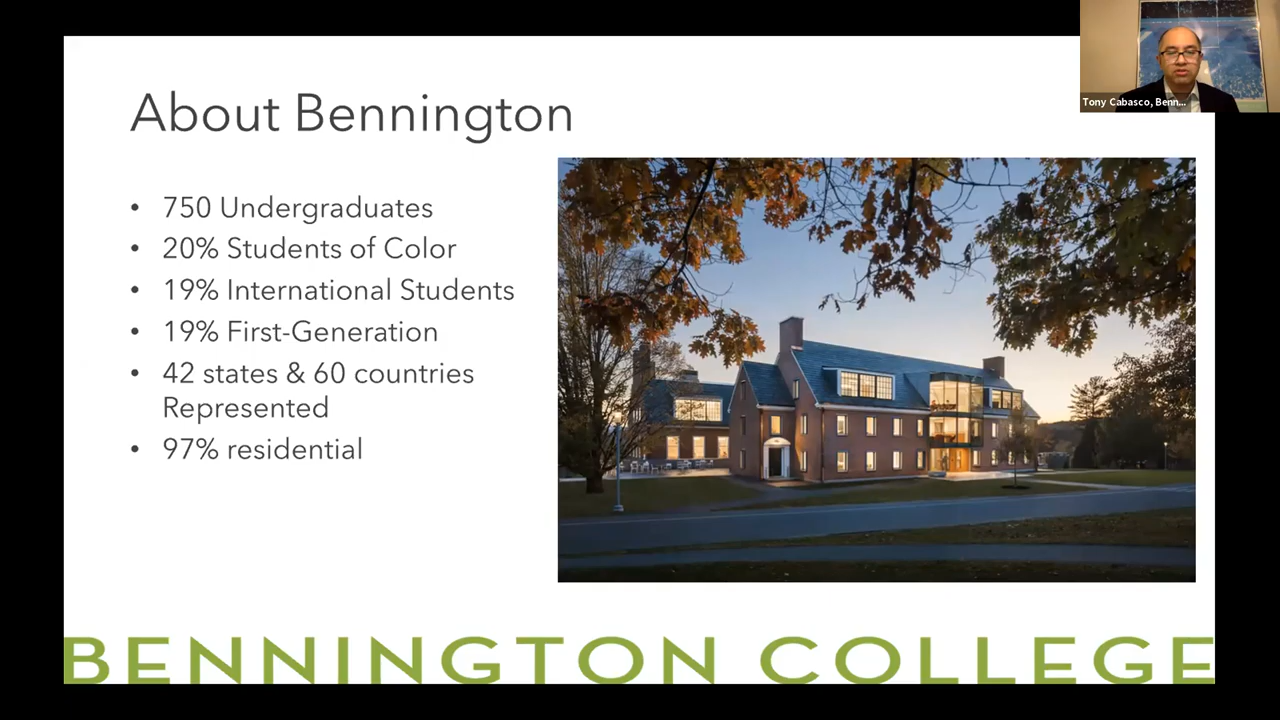 Tony Cabasco, Benn...
About Bennington
• 750 Undergraduates
• 20% Students of Color
• 19% International Students
• 19% First-Generation
• 42 states & 60 countries
Represented
• 97% residential
BENNINGTON COLLEGE